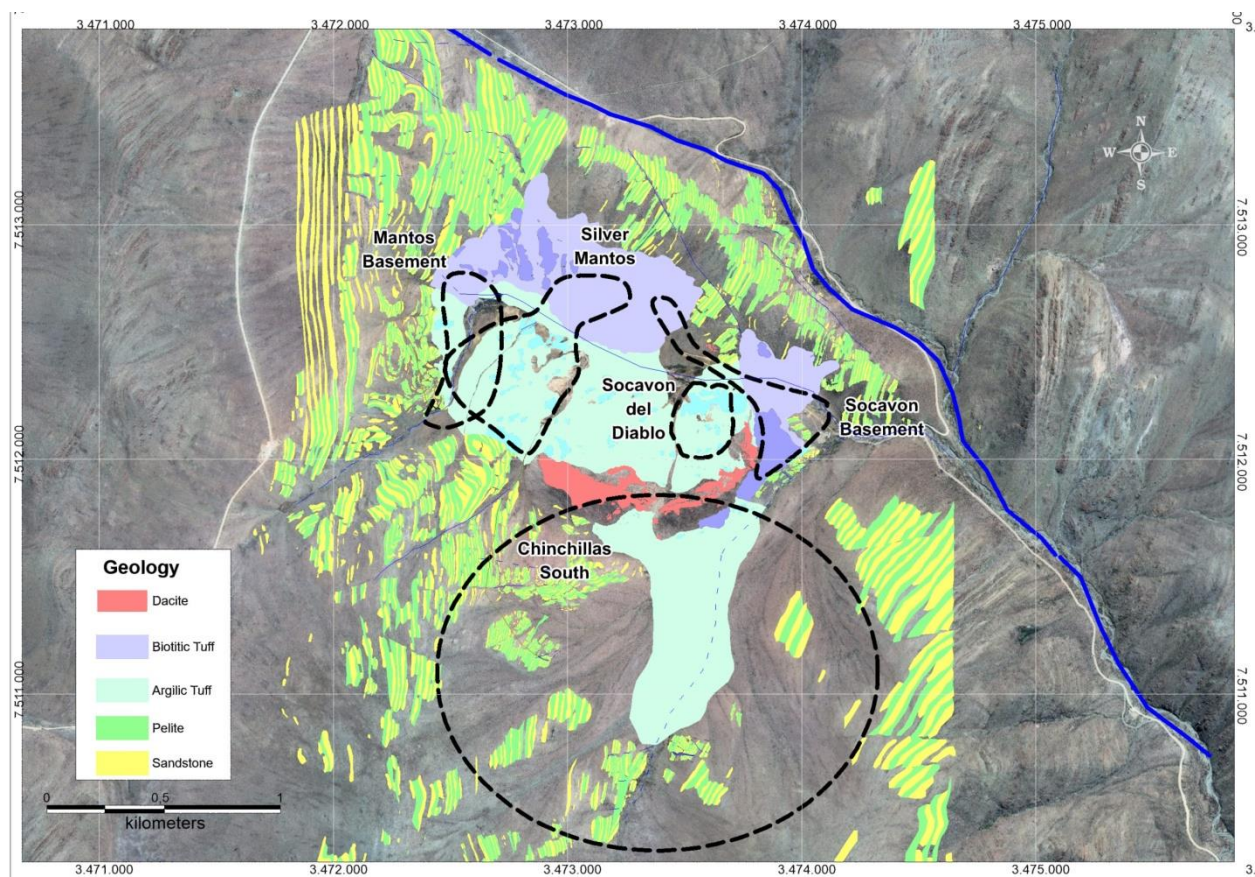 3.471.000
3.472.000
3.473.000
3.474.000
3.475.000
N
W
E
S
7.513.000
7.513.000
Mantos
Basement
Silver
Mantos
Socavon
del
Diablo
Socavon
Basement
7.512.000
7.512.000
Chinchillas
South
Geology
Dacite
Biotitic Tuff
Argilic Tuff
Pelite
Sandstone
7.511.000
7.511.000
0
0,5
1
kilometers
3.471.000
3.472.000
3.473.000
3.474.000
3.475.000